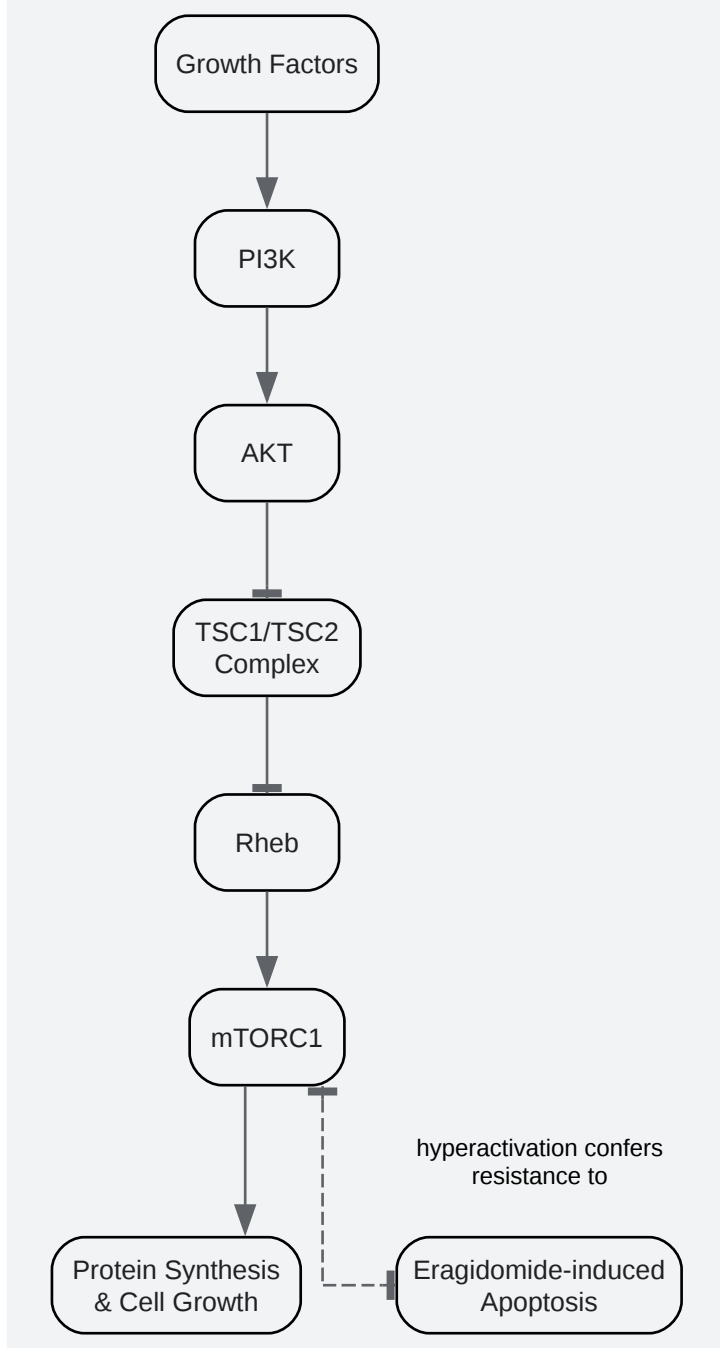 Growth Factors
PI3K
AKT
TSC1/TSC2
Complex
Rheb
mTORC1
hyperactivation confers
resistance to
Protein Synthesis
& Cell Growth
Eragidomide-induced
Apoptosis